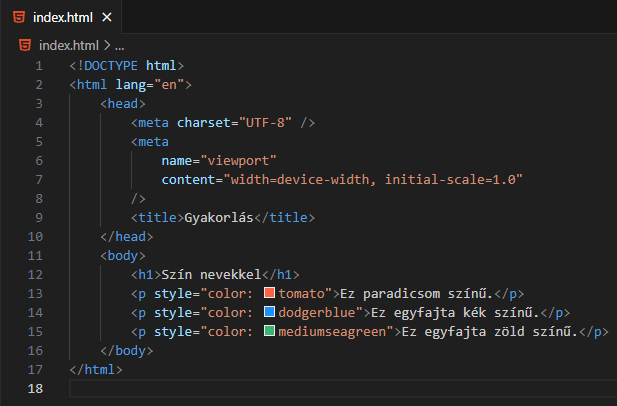 index.html ×
index.html > ...
1 <!DOCTYPE html>
2 <html lang="en">
3 <head>
4 <meta charset="UTF-8" />
5 <meta
6 name="viewport"
7 content="width=device-width, initial-scale=1.0"
8 />
9 <title>Gyakorlás</title>
10 </head>
11 <body>
12 <h1>Szín nevekkel</h1>
13 <p style="color: tomato">Ez paradicsom színű.</p>
14 <p style="color: dodgerblue">Ez egyfajta kék színű.</p>
15 <p style="color: mediumseagreen">Ez egyfajta zöld színű.</p>
16 </body>
17 </html>
18